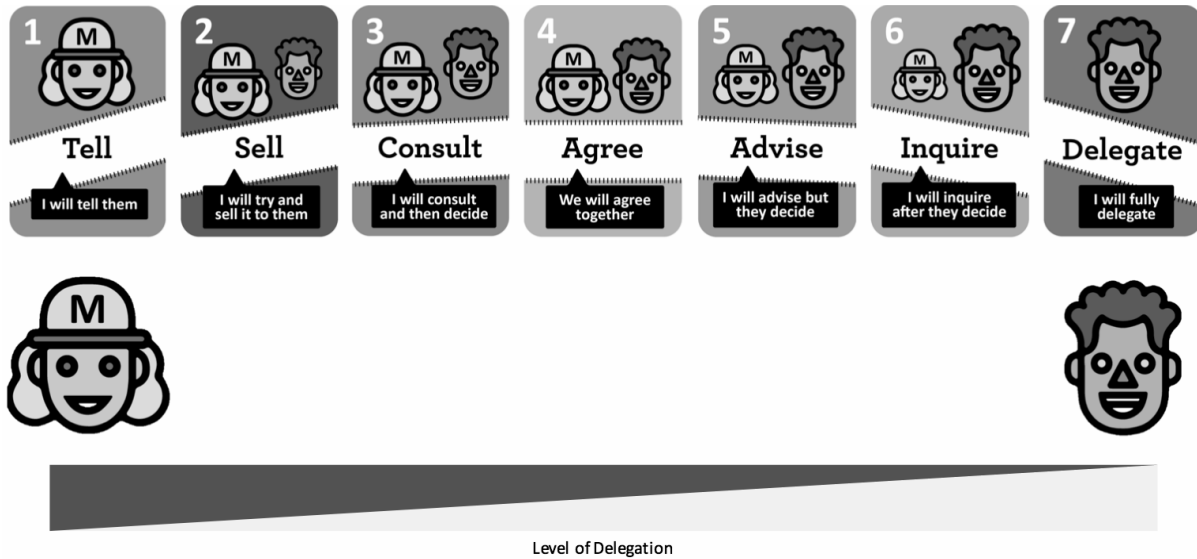 1
M
Tell
I will tell them
2
M
Sell
I will try and
sell it to them
3
M
Consult
I will consult
and then decide
4
M
Agree
We will agree
together
5
M
Advise
I will advise but
they decide
6
M
Inquire
I will inquire
after they decide
7
Delegate
I will fully
delegate
M
Level of Delegation